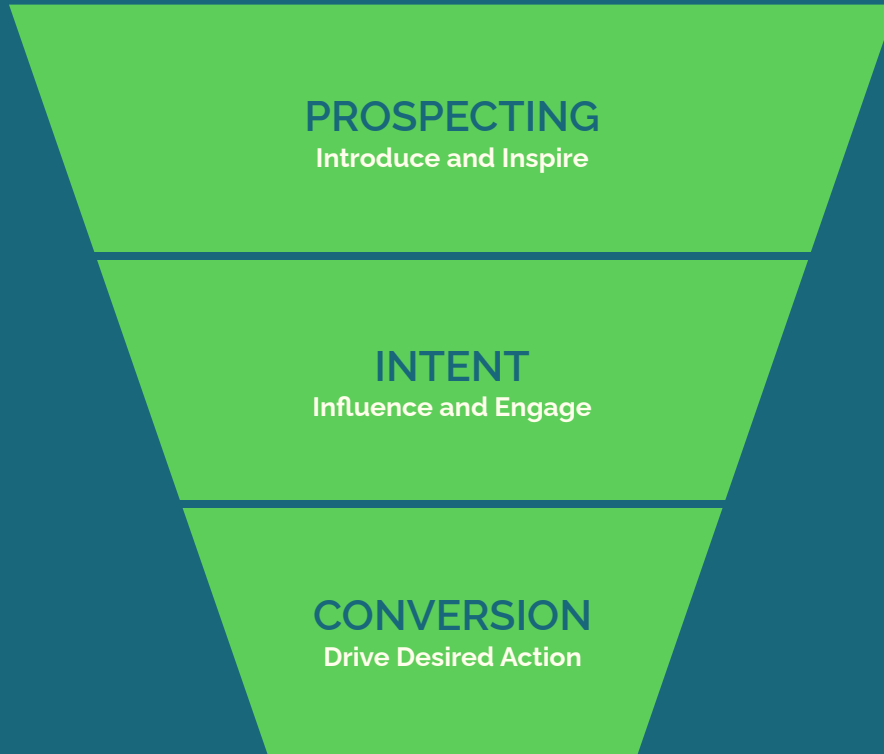 PROSPECTING
Introduce and Inspire
INTENT
Influence and Engage
CONVERSION
Drive Desired Action